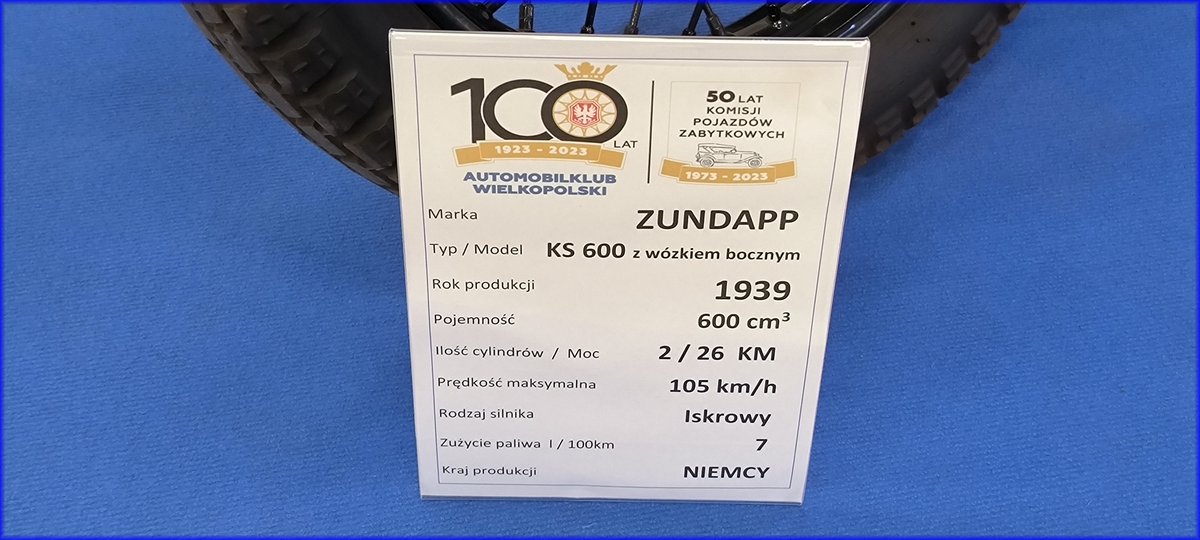 100 LAT
1923 - 2023
AUTOMOBILKLUB
WIELKOPOLSKI
50 LAT
KOMISJI
POJAZDÓW
ZABYTKOWYCH
1973 - 2023
Marka ZUNDAPP
Typ / Model KS 600 z wózkiem bocznym
Rok produkcji 1939
Pojemność 600 cm³
Ilość cylindrów / Moc 2 / 26 KM
Prędkość maksymalna 105 km/h
Rodzaj silnika Iskrowy
Zużycie paliwa l / 100km 7
Kraj produkcji NIEMCY